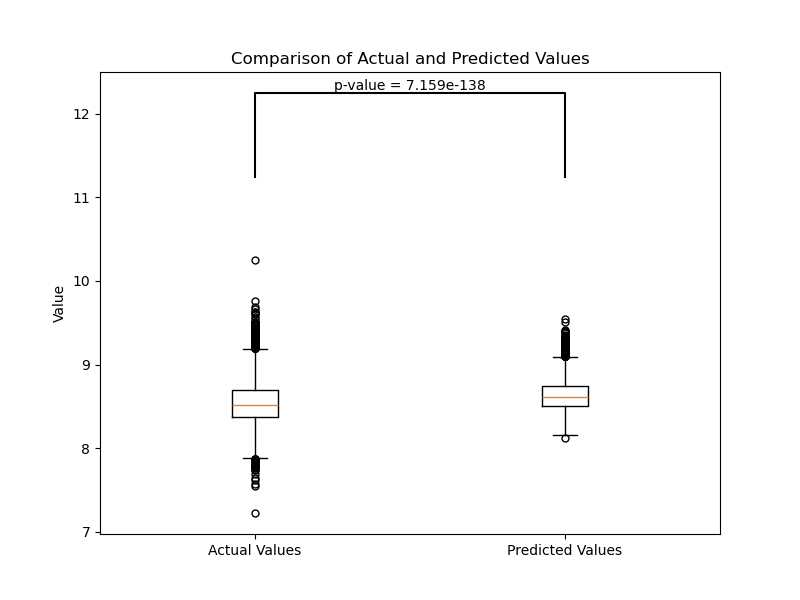 Comparison of Actual and Predicted Values
p-value = 7.159e-138
12
11
10
9
8
7
Value
Actual Values
Predicted Values